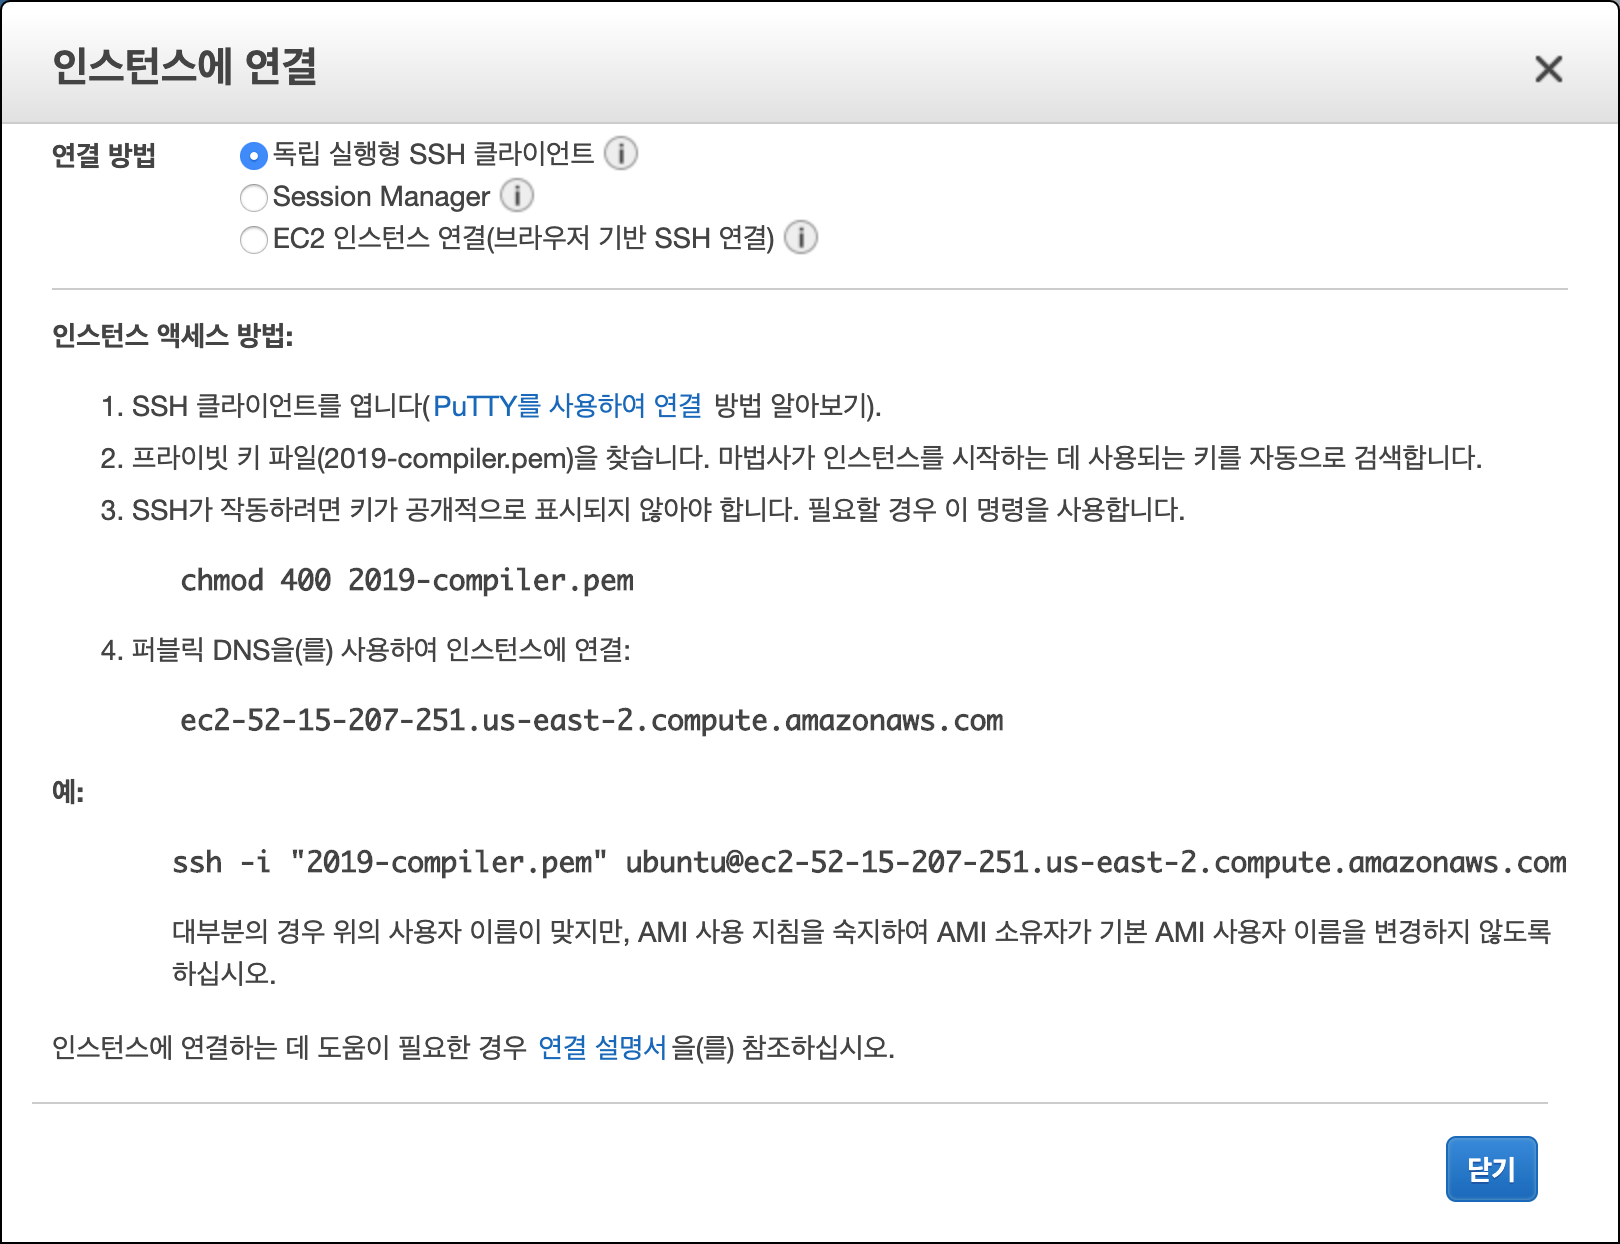 인스턴스에 연결
연결 방법
독립 실행형 SSH 클라이언트
Session Manager
EC2 인스턴스 연결(브라우저 기반 SSH 연결)
인스턴스 액세스 방법:
1. SSH 클라이언트를 엽니다(PuTTY를 사용하여 연결 방법 알아보기).
2. 프라이빗 키 파일(2019-compiler.pem)을 찾습니다. 마법사가 인스턴스를 시작하는 데 사용되는 키를 자동으로 검색합니다.
3. SSH가 작동하려면 키가 공개적으로 표시되지 않아야 합니다. 필요할 경우 이 명령을 사용합니다.
chmod 400 2019-compiler.pem
4. 퍼블릭 DNS을(를) 사용하여 인스턴스에 연결:
ec2-52-15-207-251.us-east-2.compute.amazonaws.com
예:
ssh -i "2019-compiler.pem" ubuntu@ec2-52-15-207-251.us-east-2.compute.amazonaws.com
대부분의 경우 위의 사용자 이름이 맞지만, AMI 사용 지침을 숙지하여 AMI 소유자가 기본 AMI 사용자 이름을 변경하지 않도록
하십시오.
인스턴스에 연결하는 데 도움이 필요한 경우 연결 설명서을(를) 참조하십시오.
닫기